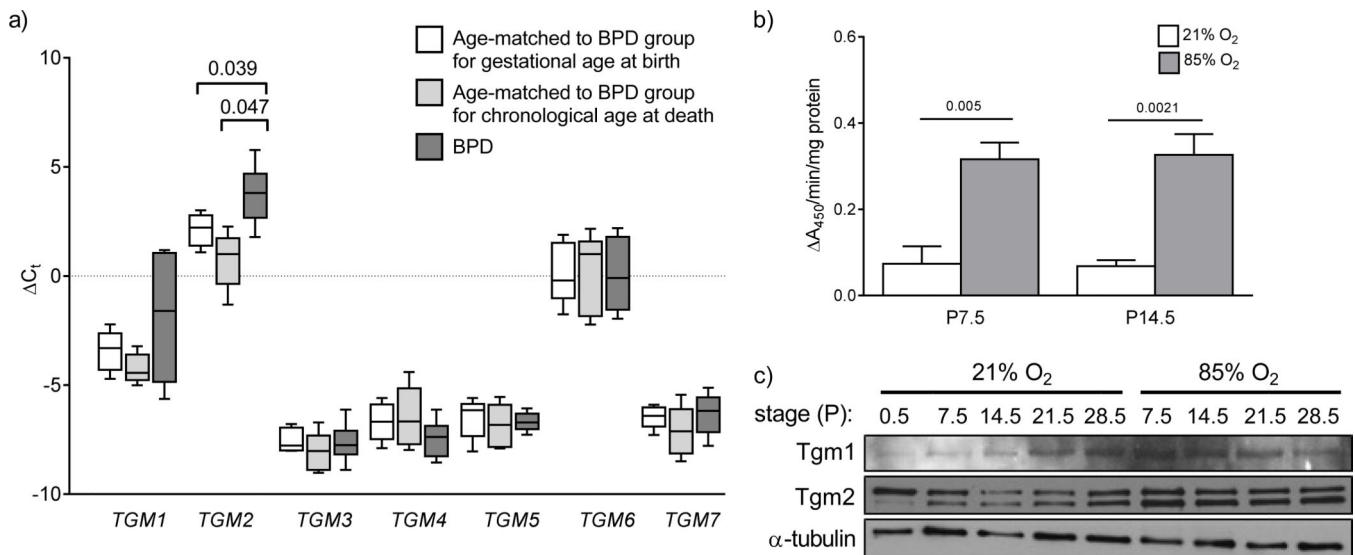 a)
10
5
0
-5
-10
ΔCt
0.039
0.047
Age-matched to BPD group
for gestational age at birth
Age-matched to BPD group
for chronological age at death
BPD
TGM1 TGM2 TGM3 TGM4 TGM5 TGM6 TGM7
b)
0.6
0.4
0.2
0.0
ΔA450/min/mg protein
21% O2
85% O2
0.005
0.0021
P7.5 P14.5
c)
21% O2 85% O2
stage (P): 0.5 7.5 14.5 21.5 28.5 7.5 14.5 21.5 28.5
Tgm1
Tgm2
α-tubulin